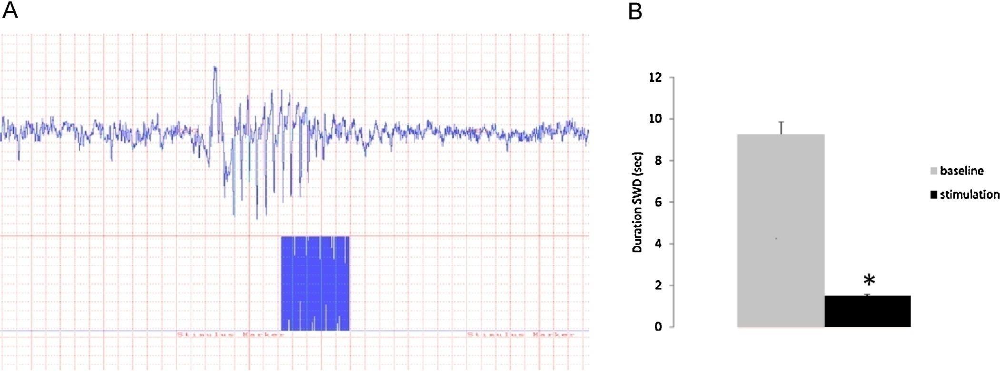 A
B
Stimulus Marker
Stimulus Marker
12
10
8
6
4
2
0
Duration SWD (sec)
*
baseline
stimulation